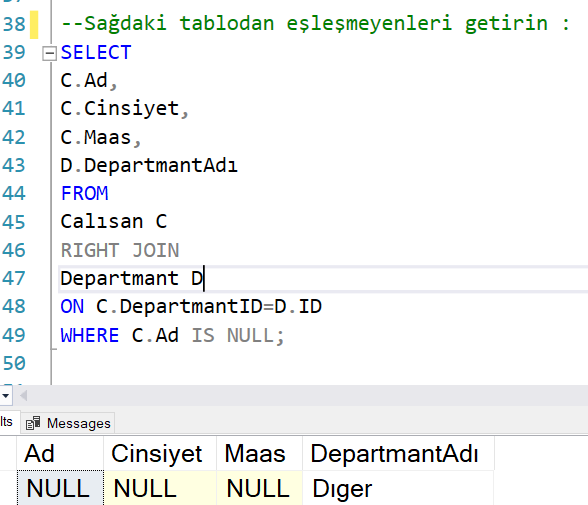 38 --Sağdaki tablodan eşleşmeyenleri getirin :
39 SELECT
40 C.Ad,
41 C.Cinsiyet,
42 C.Maas,
43 D.DepartmantAdı
44 FROM
45 Calısan C
46 RIGHT JOIN
47 Departmant D
48 ON C.DepartmantID=D.ID
49 WHERE C.Ad IS NULL;
50
lts Messages
Ad Cinsiyet Maas DepartmantAdı
NULL NULL NULL Dıger